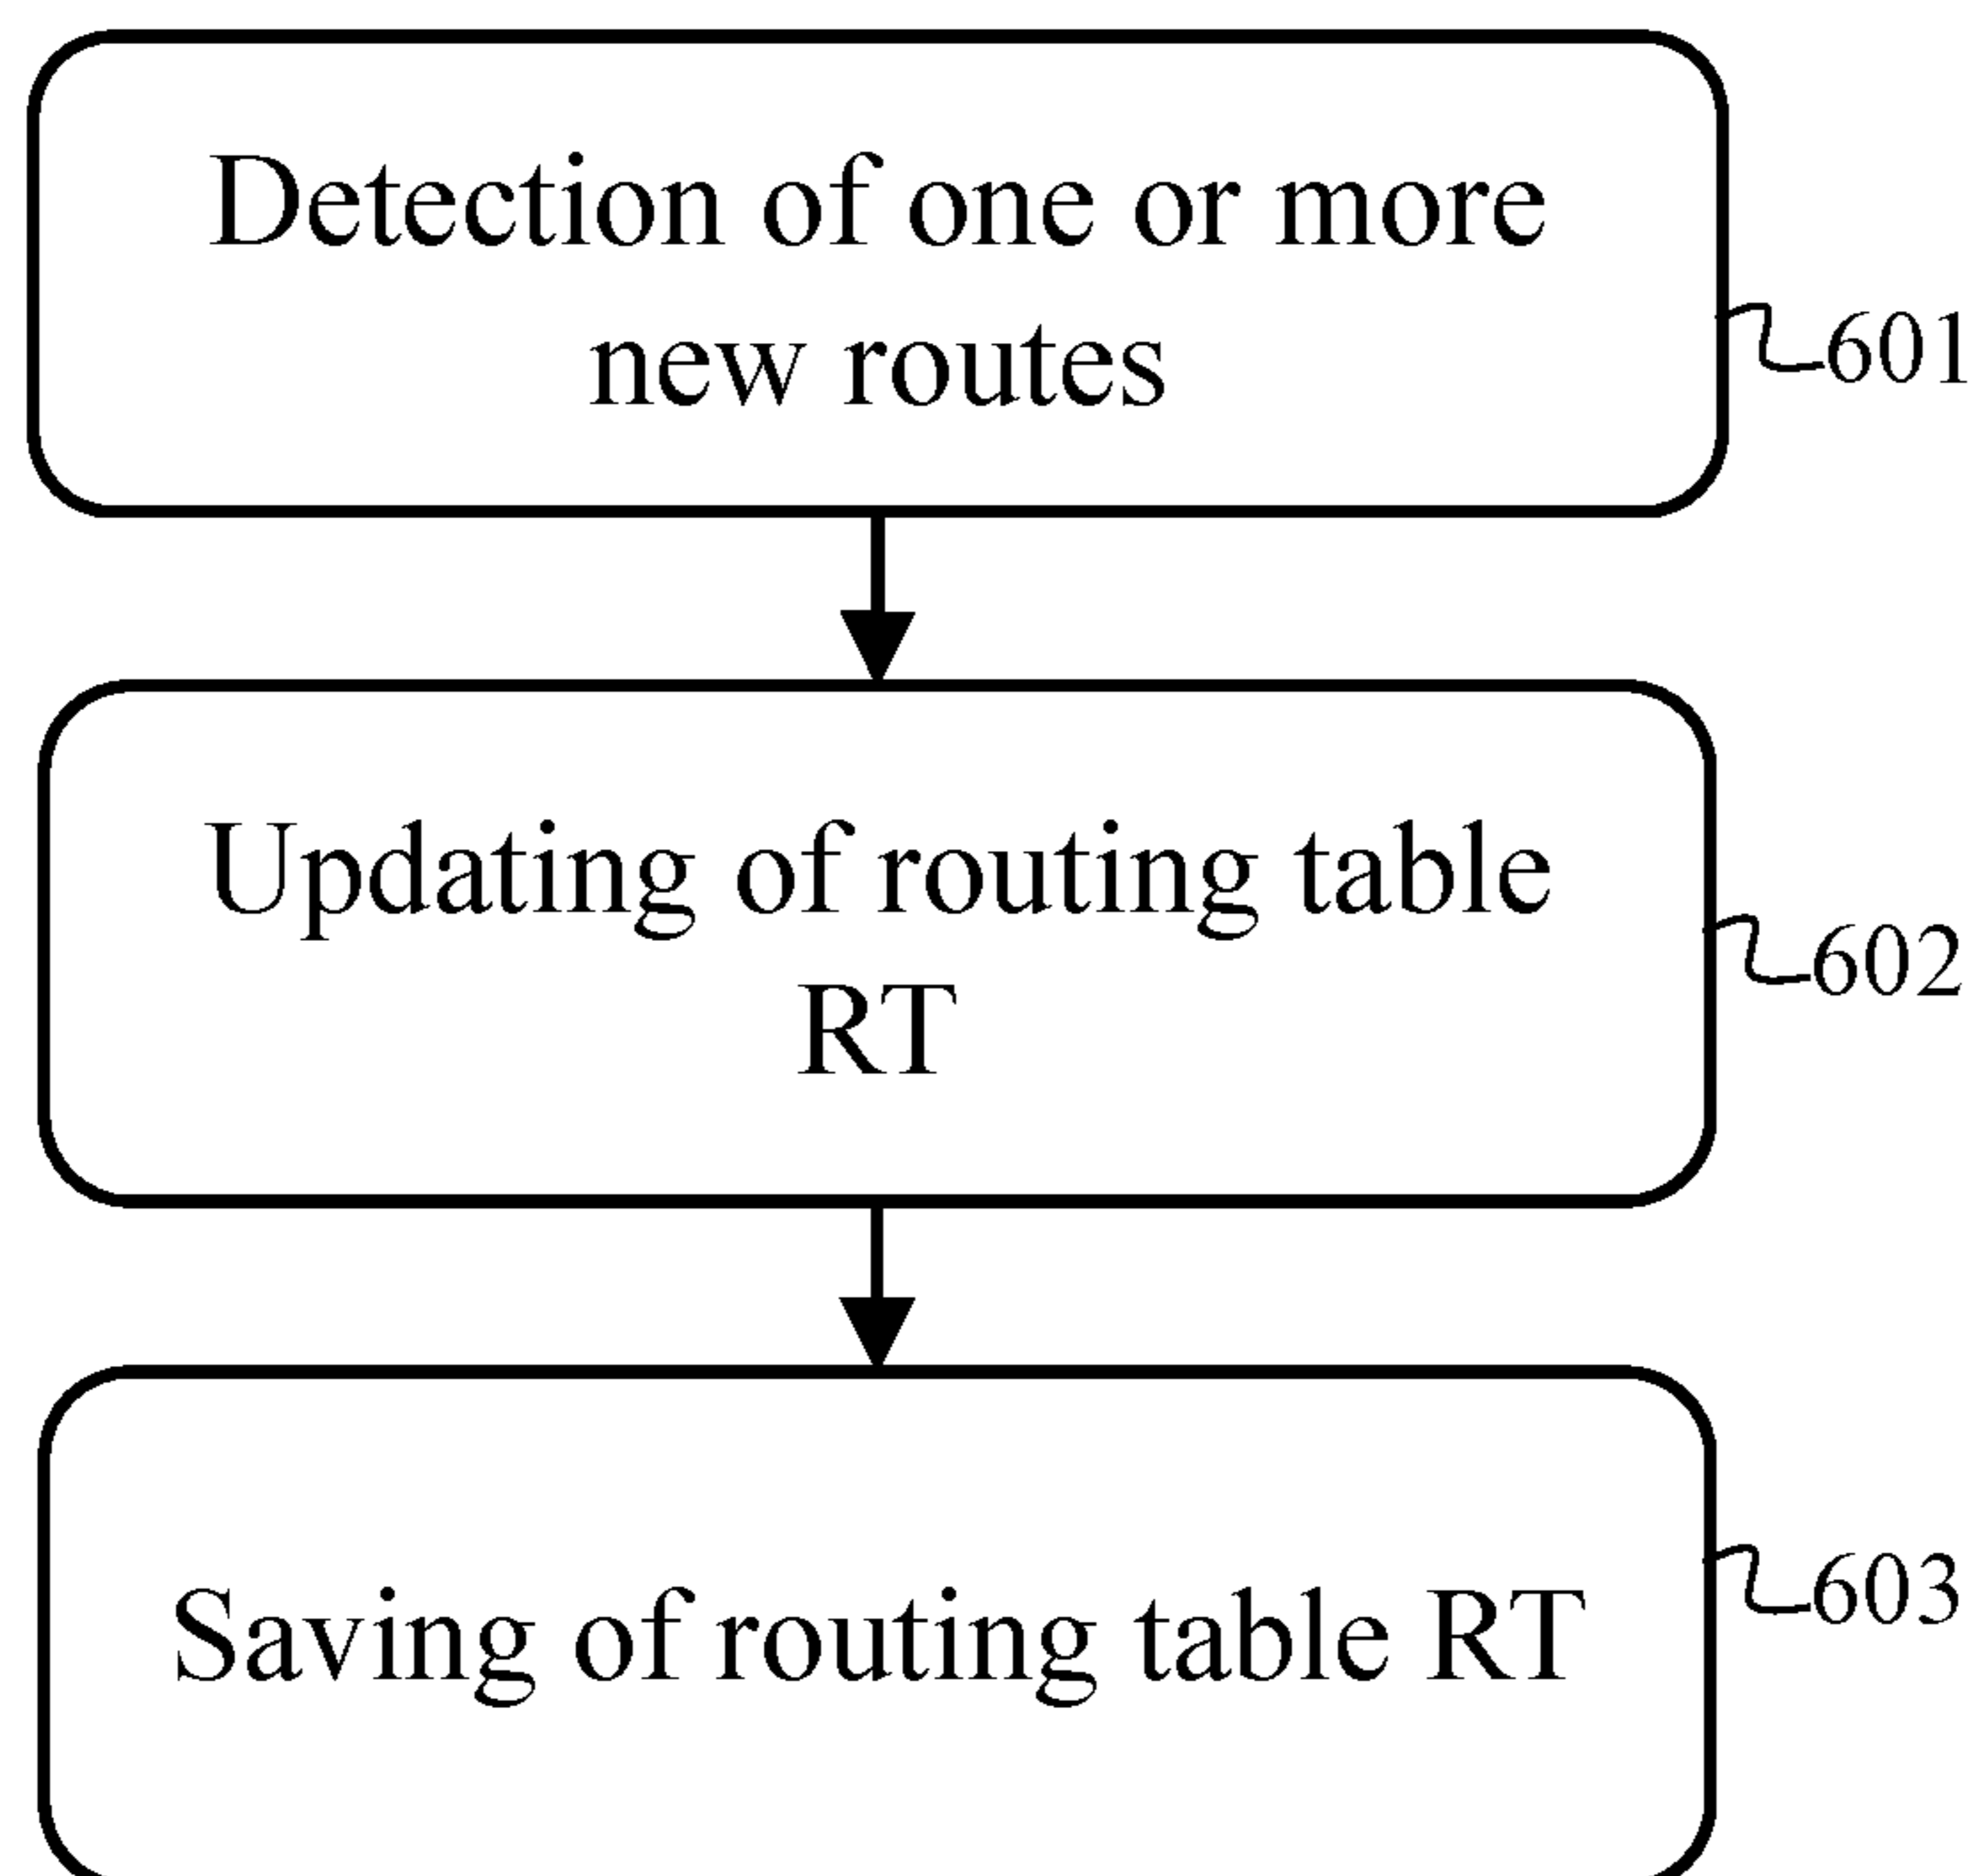 Detection of one or more
new routes
601
Updating of routing table
RT
602
Saving of routing table RT
603